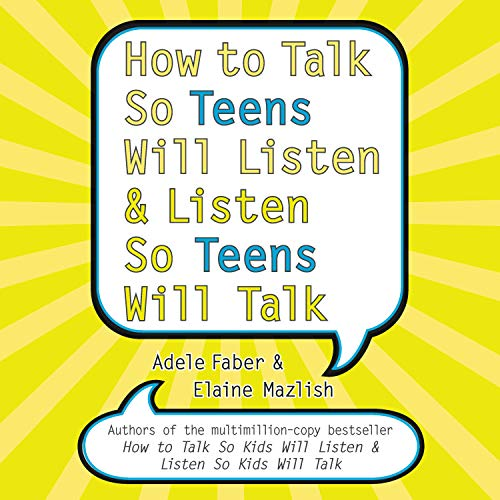 How to Talk
So Teens
Will Listen
& Listen
So Teens
Will Talk
Adele Faber &
Elaine Mazlish
Authors of the multimillion-copy bestseller
How to Talk So Kids Will Listen &
Listen So Kids Will Talk